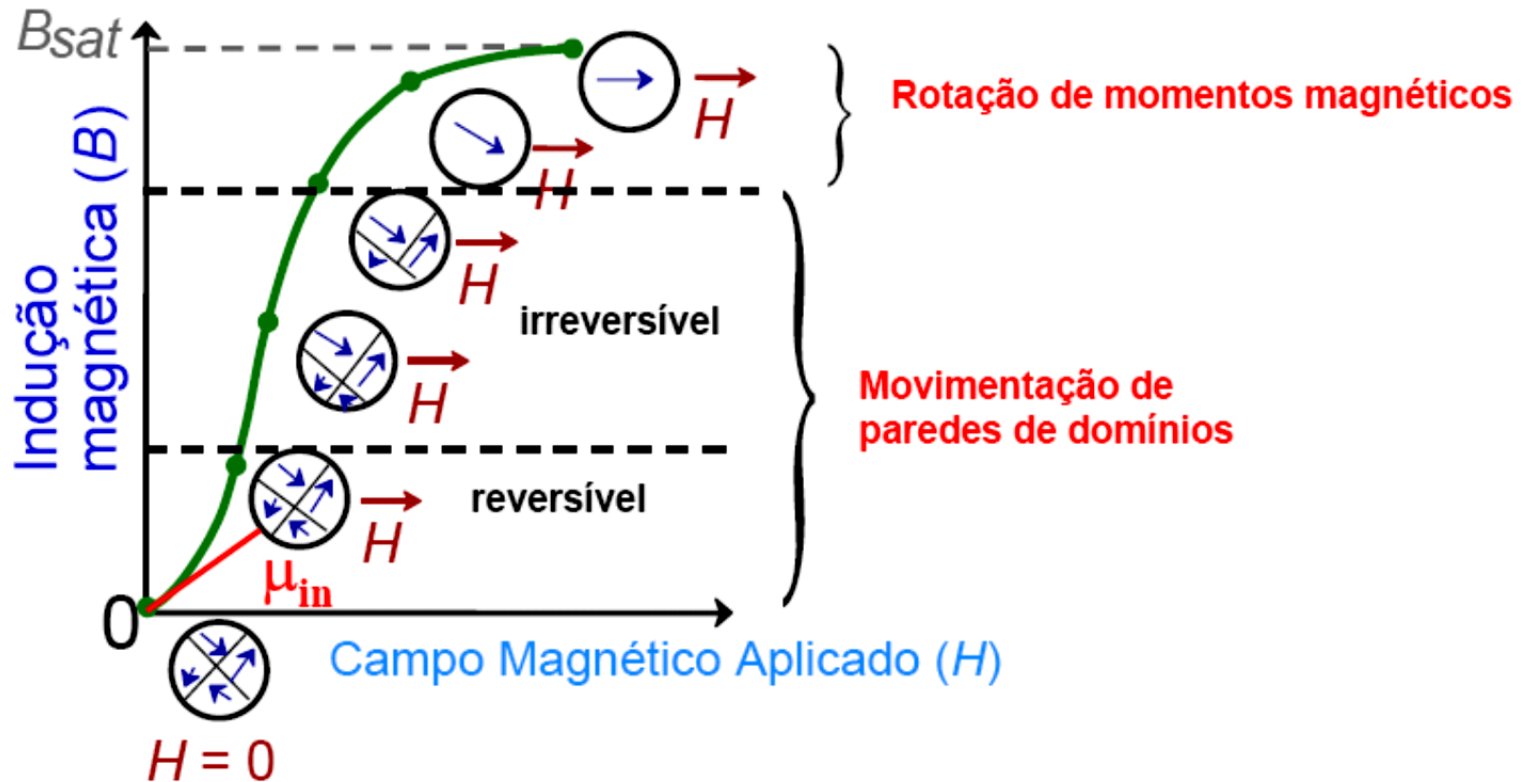 Bsat
Indução
magnética (B)
H
Rotação de momentos magnéticos
H
H
irreversível
H
Movimentação de
paredes de domínios
reversível
H
μin
0
Campo Magnético Aplicado (H)
H = 0